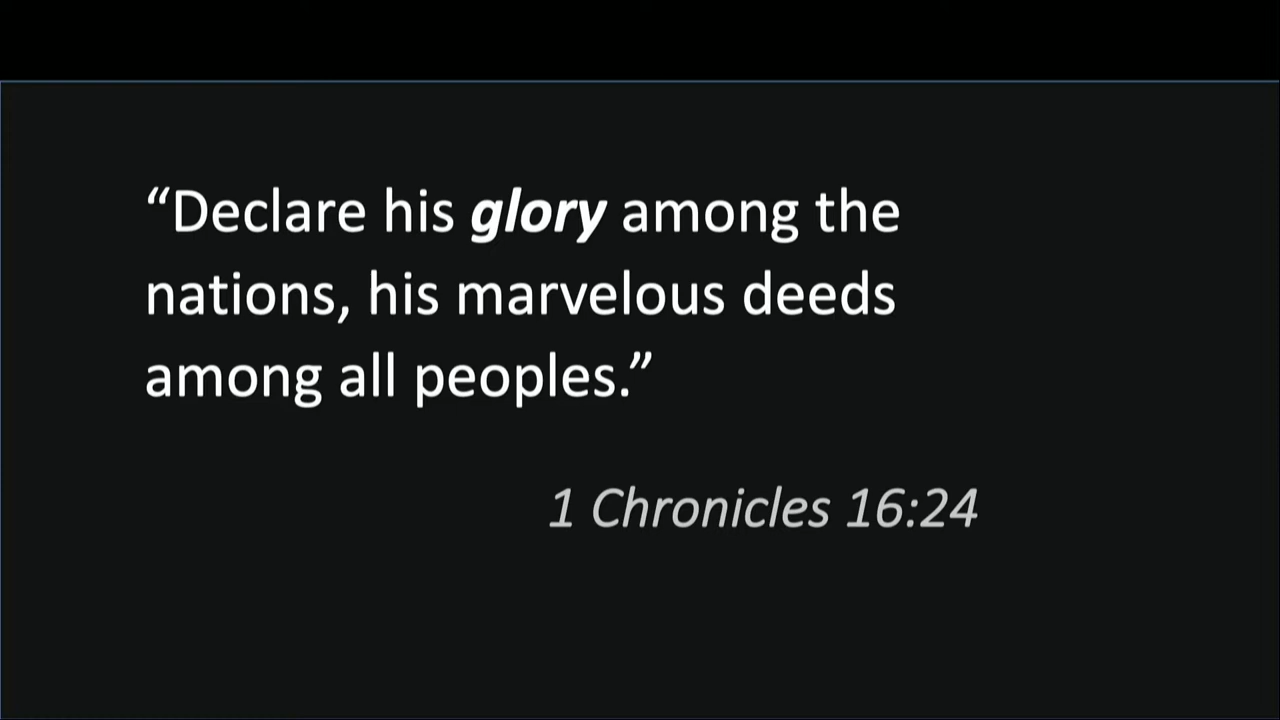 “Declare his glory among the
nations, his marvelous deeds
among all peoples.”
1 Chronicles 16:24